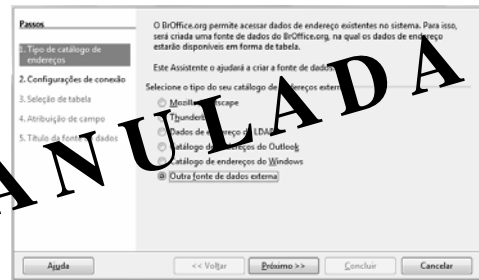 Passos
1. Tipo de catálogo de
endereços
2. Configurações de conexão
3. Seleção de tabela
4. Atribuição de campo
5. Título da fonte de dados
O BrOffice.org permite acessar dados de endereço existentes no sistema. Para isso,
será criada uma fonte de dados do BrOffice.org, na qual os dados de endereço
estarão disponíveis em forma de tabela.
Este Assistente o ajudará a criar a fonte de dados.
Selecione o tipo do seu catálogo de endereços externo
Dados de endereço do LDAP
Catálogo de endereços do Outlook
Catálogo de endereços do Windows
Outra fonte de dados externa
ANULADA
Ajuda
<< Voltar
Próximo >>
Concluir
Cancelar